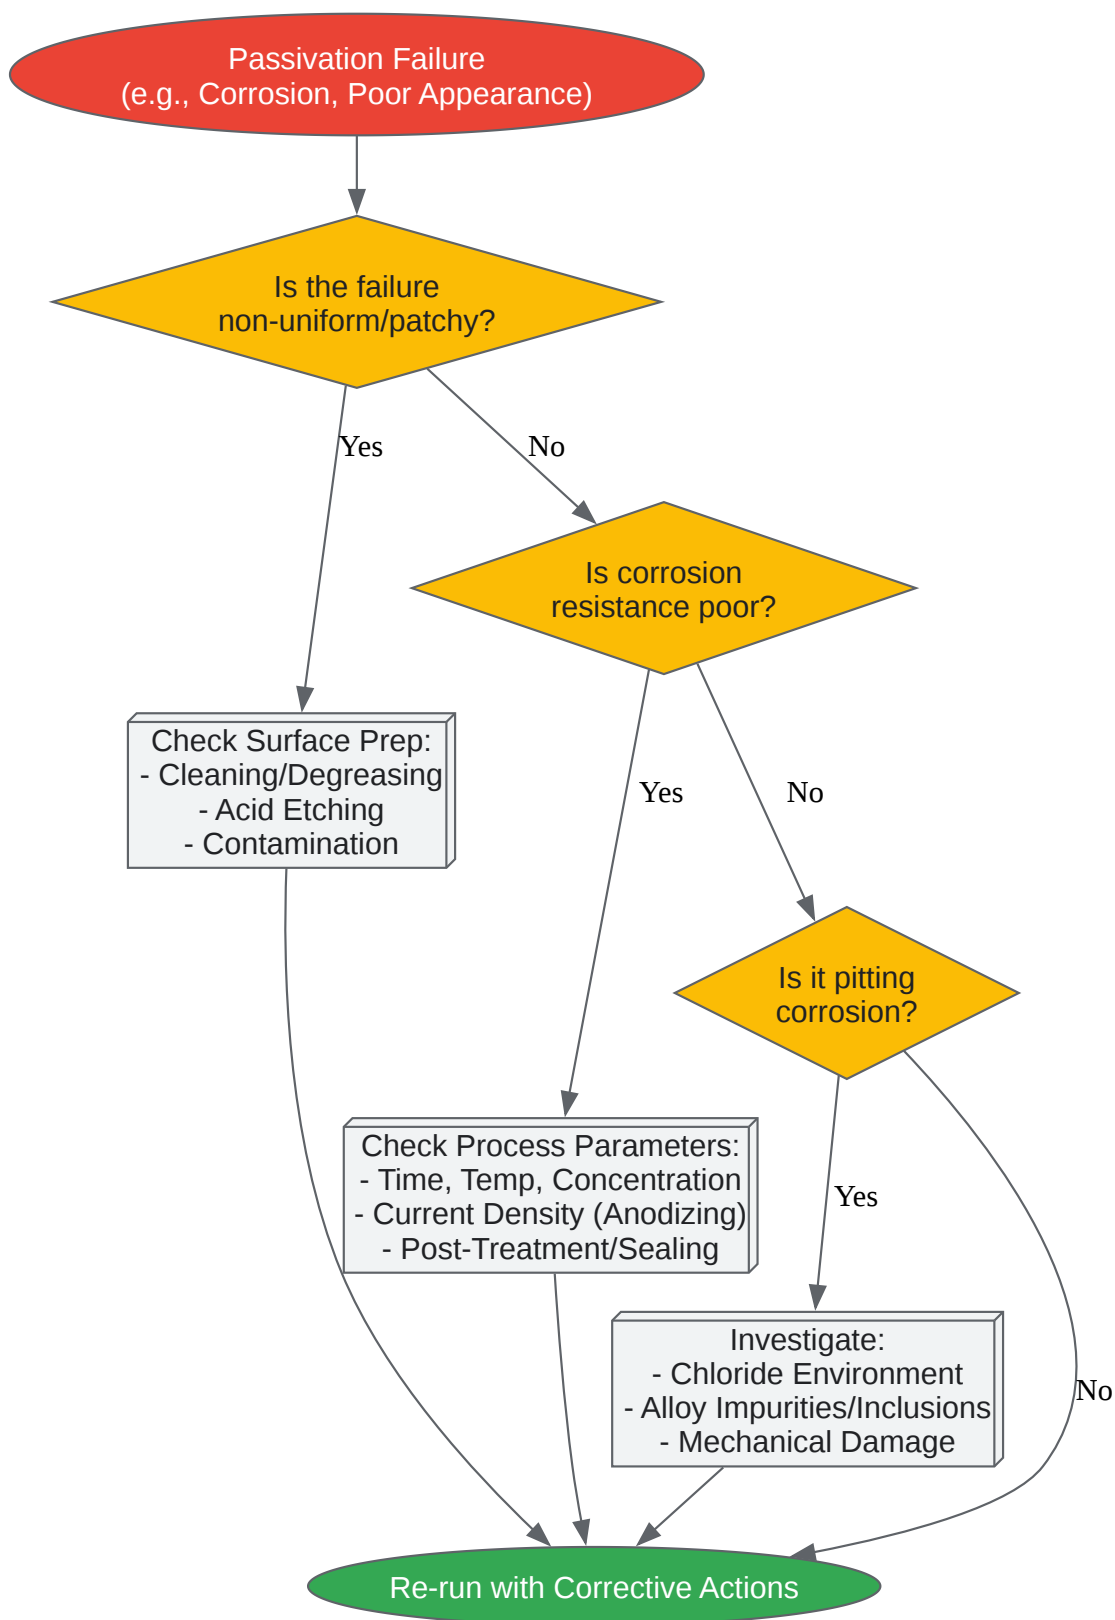 Passivation Failure
(e.g., Corrosion, Poor Appearance)
Is the failure
non-uniform/patchy?
Yes
No
Is corrosion
resistance poor?
Check Surface Prep:
- Cleaning/Degreasing
- Acid Etching
- Contamination
Yes
No
Is it pitting
corrosion?
Check Process Parameters:
- Time, Temp, Concentration
- Current Density (Anodizing)
- Post-Treatment/Sealing
Yes
Investigate:
- Chloride Environment
- Alloy Impurities/Inclusions
- Mechanical Damage
No
Re-run with Corrective Actions